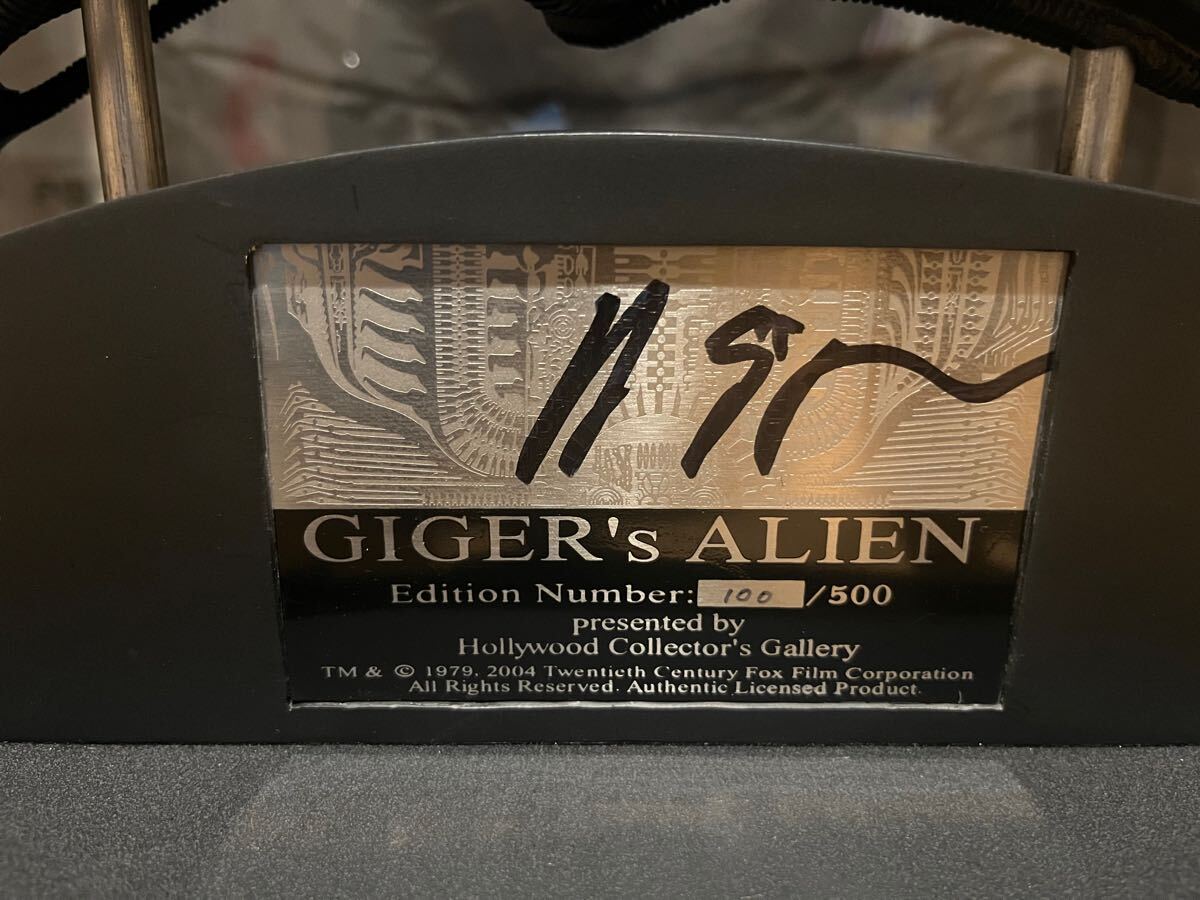 GIGER's ALIEN
Edition Number: 100 /500
presented by
Hollywood Collector's Gallery
TM & © 1979, 2004 Twentieth Century Fox Film Corporation
All Rights Reserved. Authentic Licensed Product.